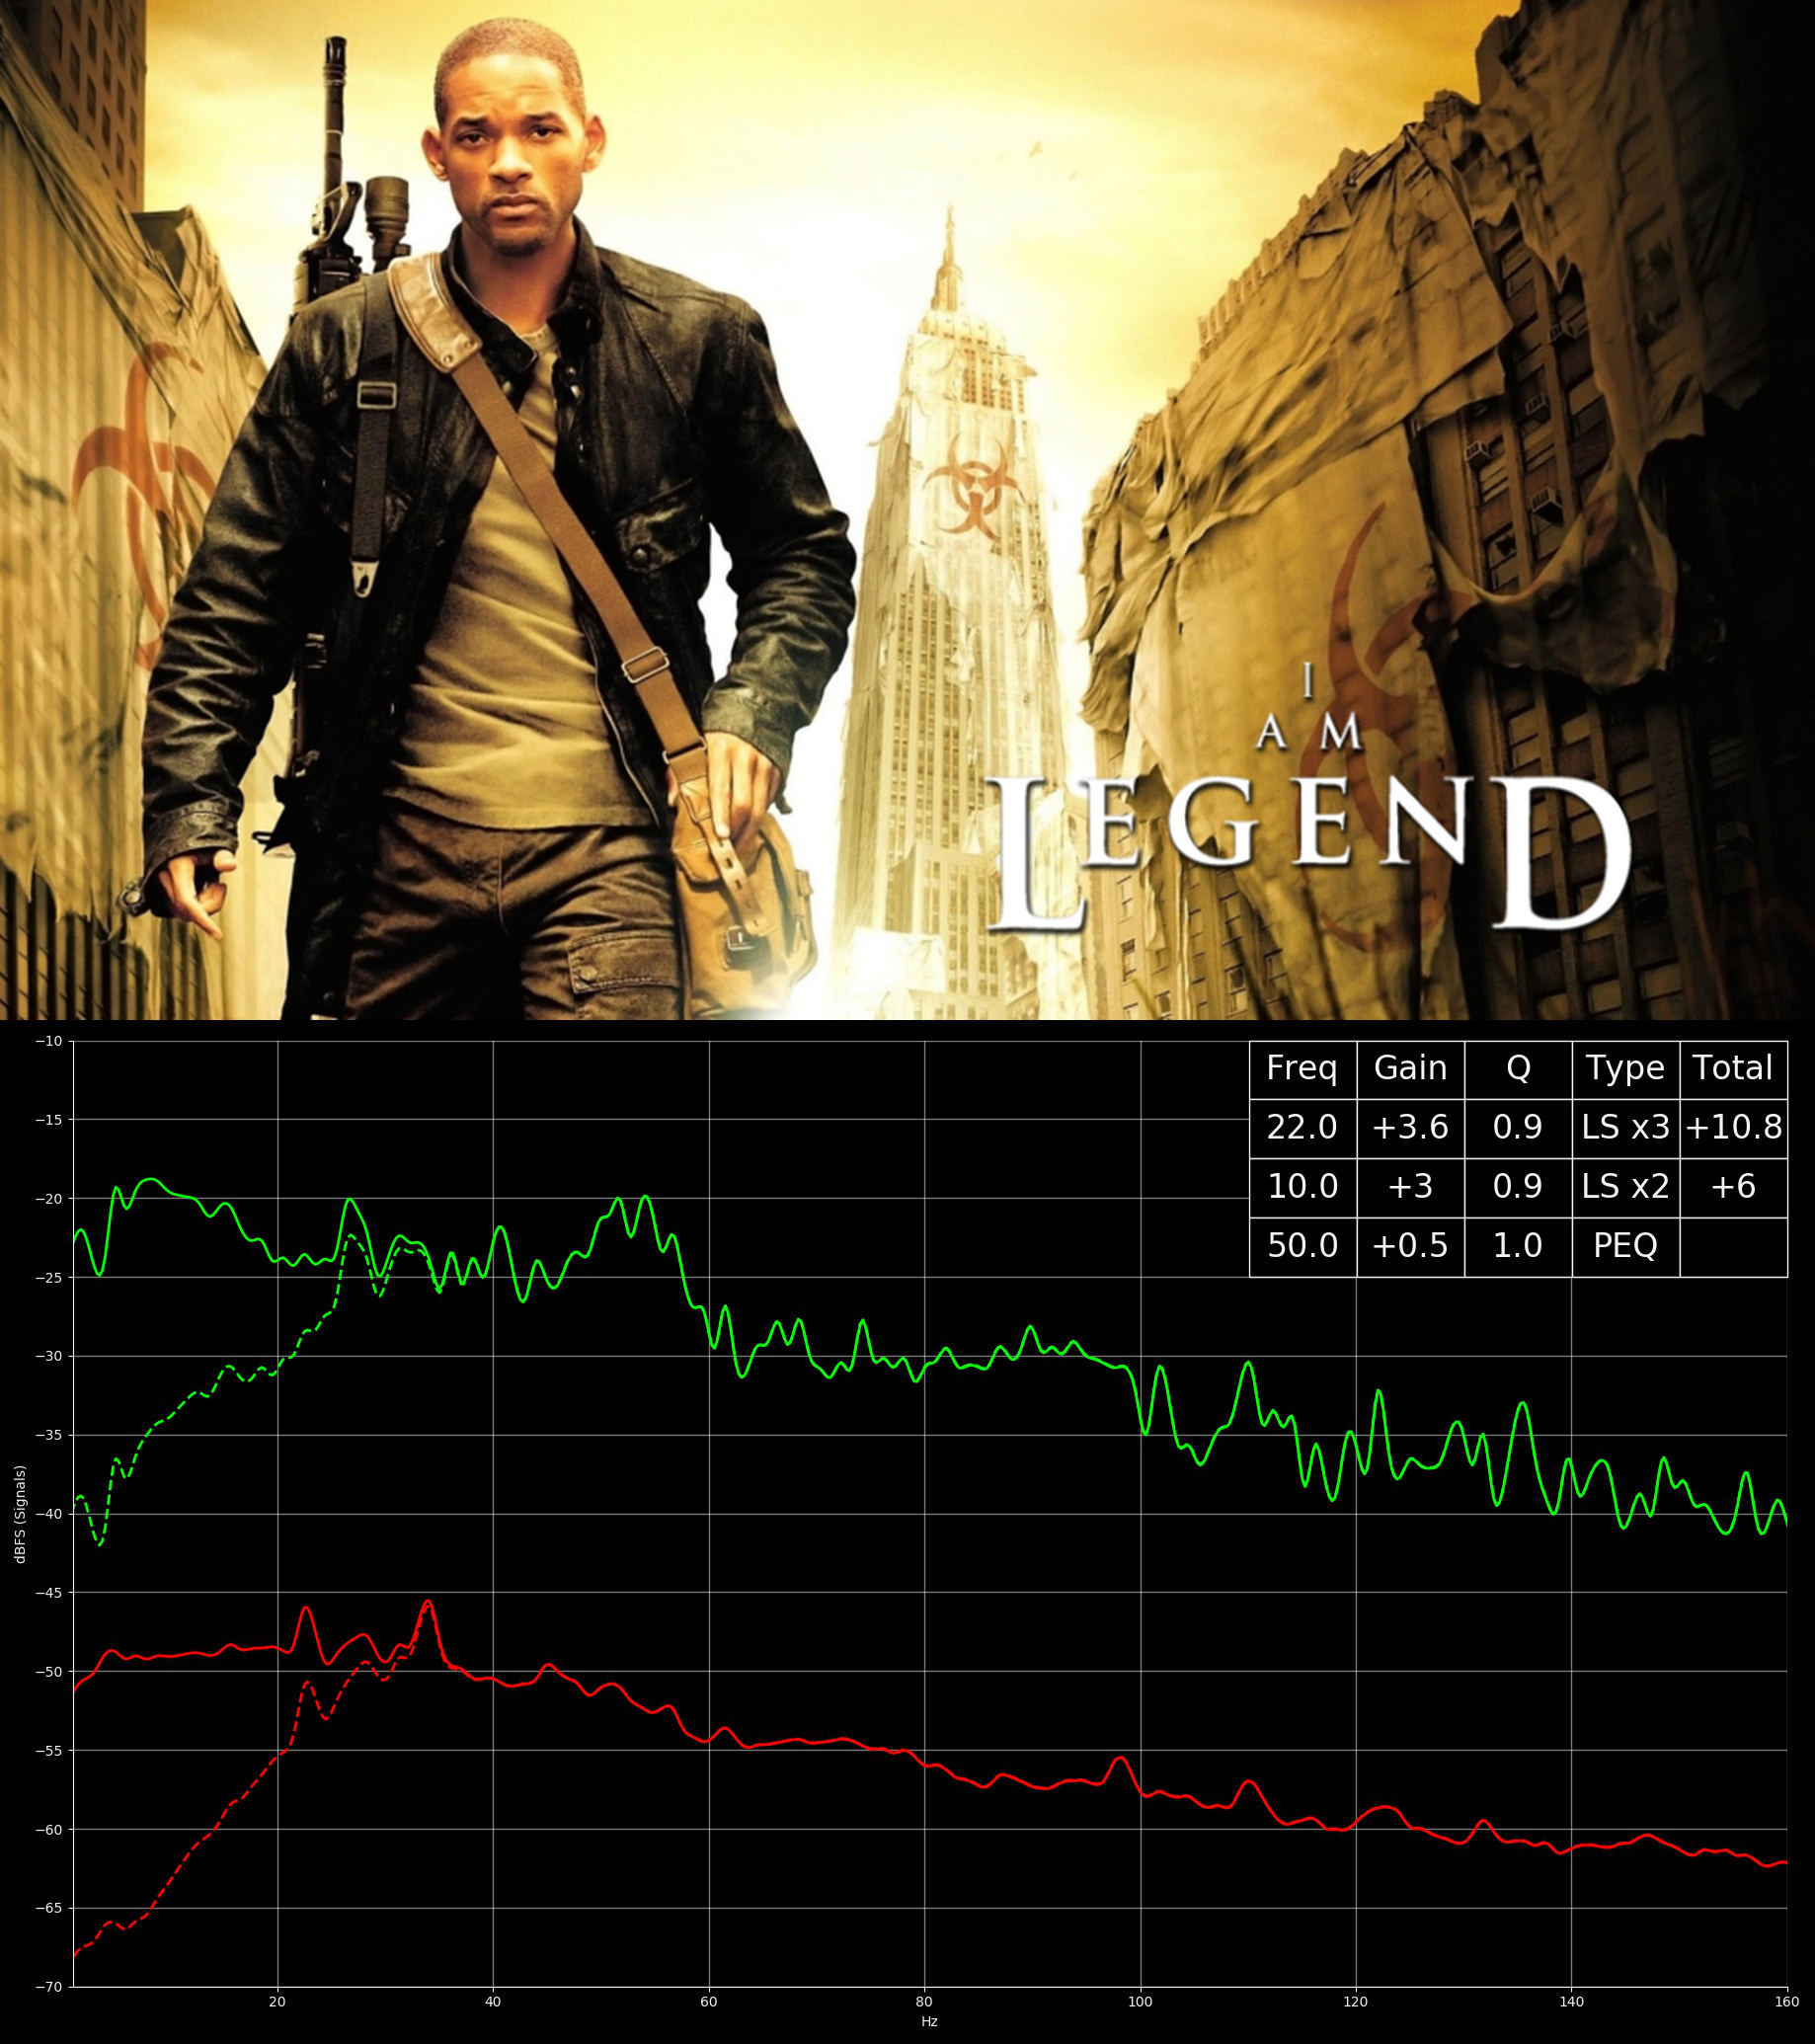 I
AM
LEGEND
Freq Gain Q Type Total
22.0 +3.6 0.9 LS x3 +10.8
10.0 +3 0.9 LS x2 +6
50.0 +0.5 1.0 PEQ
−10
−15
−20
−25
−30
−35
−40
−45
−50
−55
−60
−65
−70
dBFS (Signals)
20 40 60 80 100 120 140 160
Hz